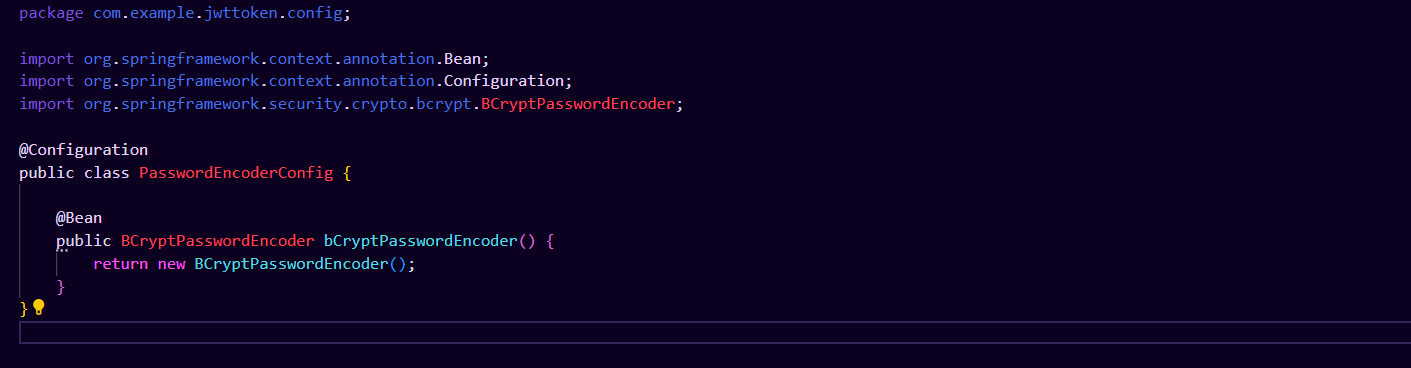 package com.example.jwttoken.config;
import org.springframework.context.annotation.Bean;
import org.springframework.context.annotation.Configuration;
import org.springframework.security.crypto.bcrypt.BCryptPasswordEncoder;
@Configuration
public class PasswordEncoderConfig {
@Bean
public BCryptPasswordEncoder bCryptPasswordEncoder() {
return new BCryptPasswordEncoder();
}
}